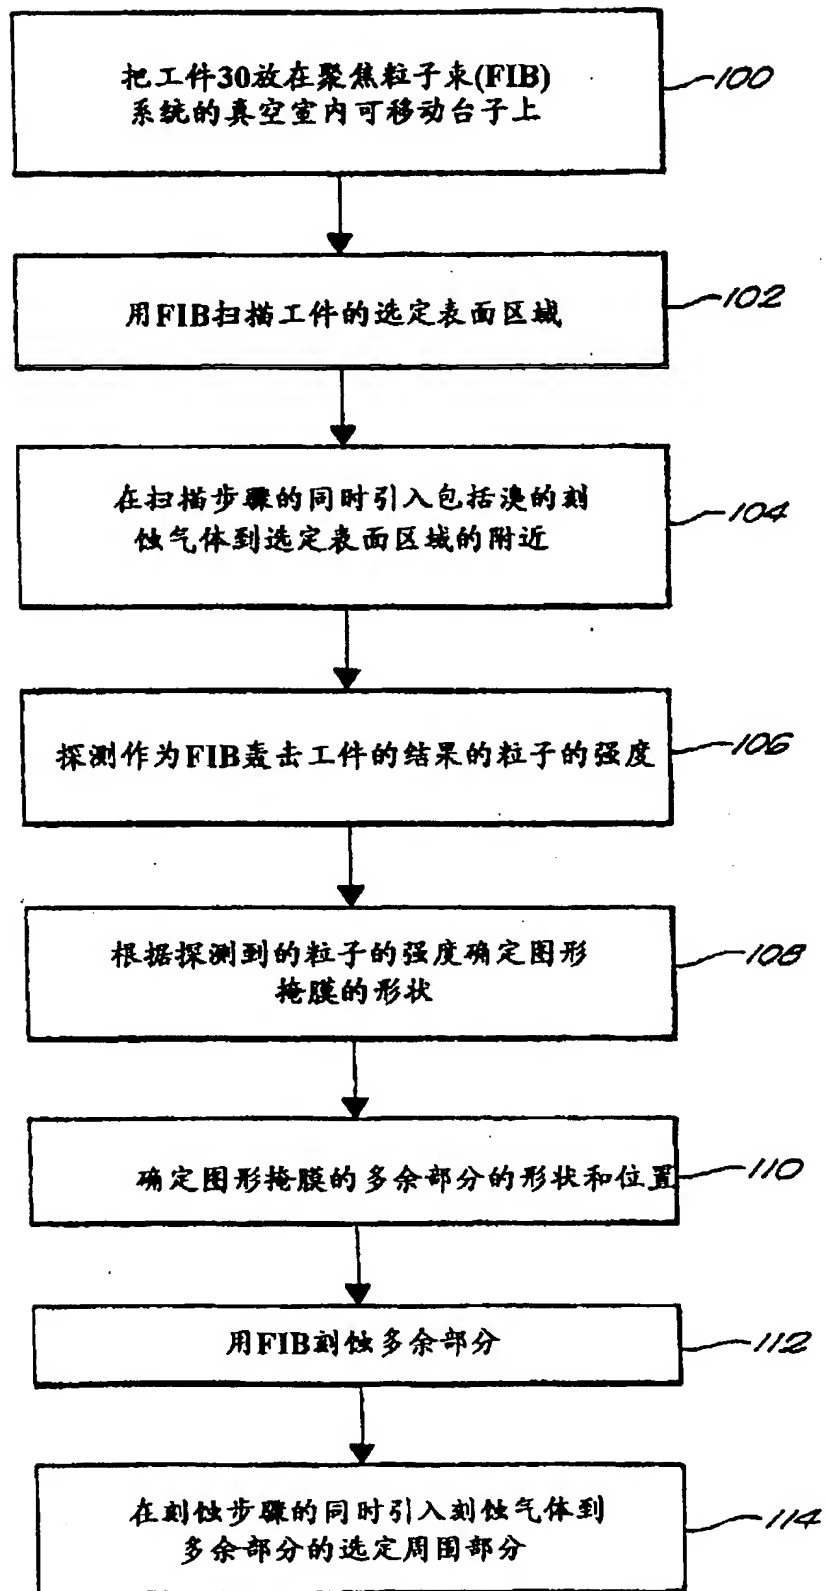 把工件30放在聚焦粒子束(FIB)
系统的真空室内可移动台子上
100
用FIB扫描工件的选定表面区域
102
在扫描步骤的同时引入包括溴的刻
蚀气体到选定表面区域的附近
104
探测作为FIB轰击工件的结果的粒子的强度
106
根据探测到的粒子的强度确定图形
掩膜的形状
108
确定图形掩膜的多余部分的形状和位置
110
用FIB刻蚀多余部分
112
在刻蚀步骤的同时引入刻蚀气体到
多余部分的选定周围部分
114